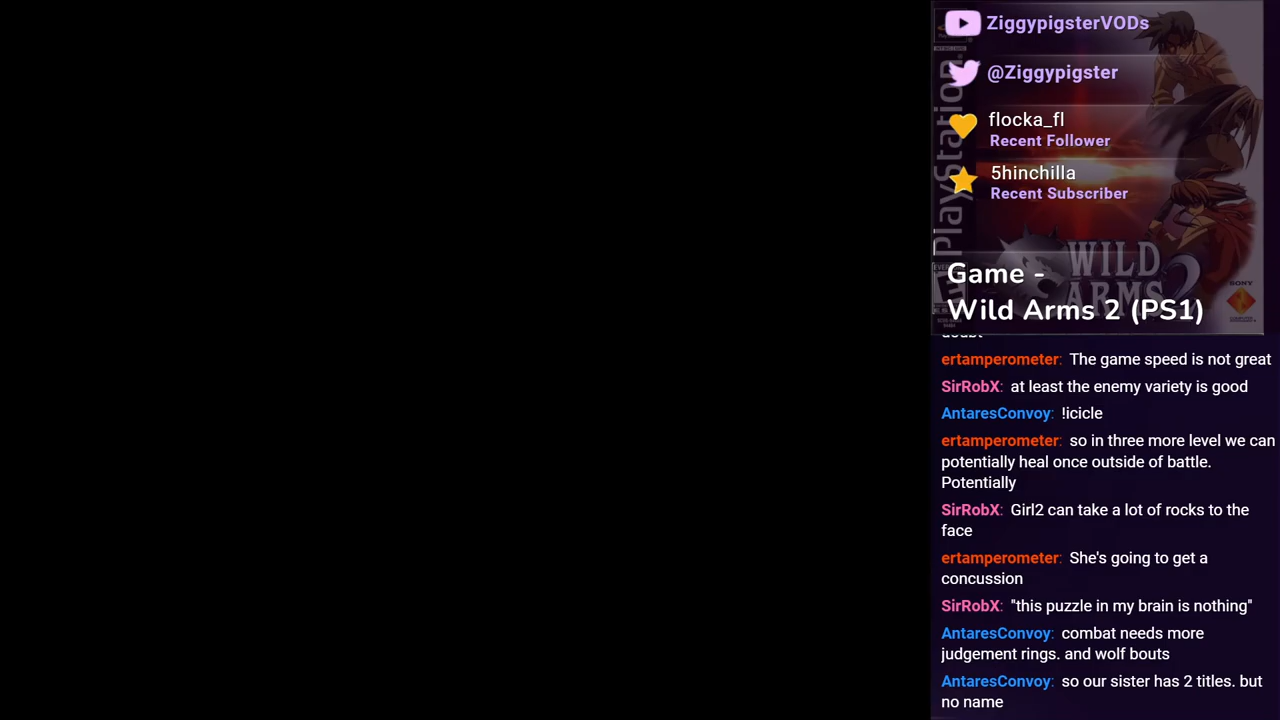 ZiggypigsterVODs
@Ziggypigster
flocka_fl
Recent Follower
5hinchilla
Recent Subscriber
PlayStation
WILD
ARMS 2
SONY
Game -
Wild Arms 2 (PS1)
doubt
ertamperometer: The game speed is not great
SirRobX: at least the enemy variety is good
AntaresConvoy: !icicle
ertamperometer: so in three more level we can
potentially heal once outside of battle.
Potentially
SirRobX: Girl2 can take a lot of rocks to the
face
ertamperometer: She's going to get a
concussion
SirRobX: "this puzzle in my brain is nothing"
AntaresConvoy: combat needs more
judgement rings. and wolf bouts
AntaresConvoy: so our sister has 2 titles. but
no name